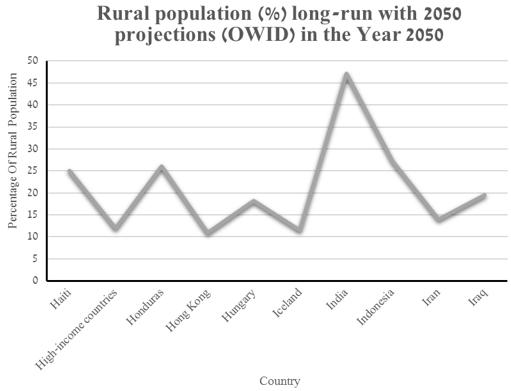 Rural population (%) long-run with 2050
projections (OWID) in the Year 2050
Percentage Of Rural Population
50
45
40
35
30
25
20
15
10
5
0
Haiti
High-income countries
Honduras
Hong Kong
Hungary
Iceland
India
Indonesia
Iran
Iraq
Country